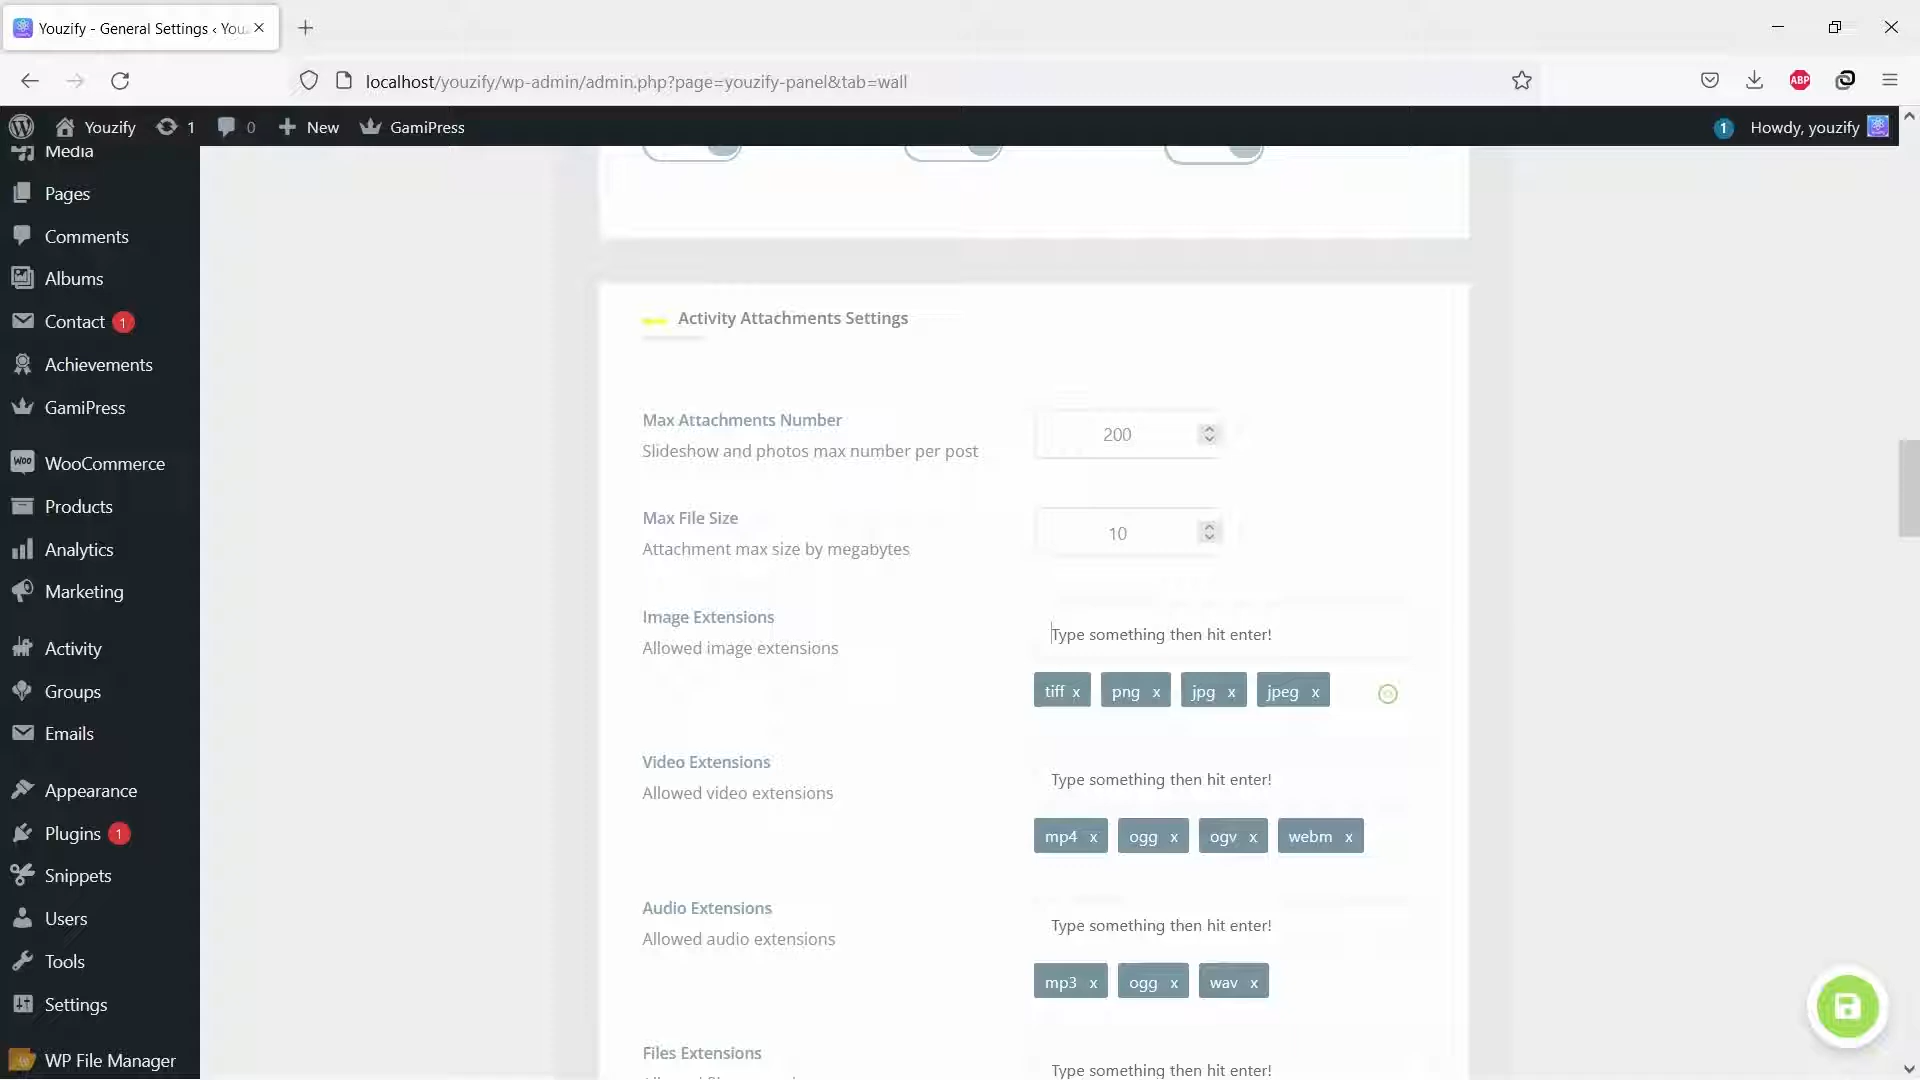 Youzify - General Settings ‹ You
localhost/youzify/wp-admin/admin.php?page=youzify-panel&tab=wall
ABP
Youzify
1
0
New
GamiPress
1
Howdy, youzify
Media
Pages
Comments
Albums
Contact 1
Achievements
GamiPress
WooCommerce
Products
Analytics
Marketing
Activity
Groups
Emails
Appearance
Plugins 1
Snippets
Users
Tools
Settings
WP File Manager
Activity Attachments Settings
Max Attachments Number
Slideshow and photos max number per post
200
Max File Size
Attachment max size by megabytes
10
Image Extensions
Allowed image extensions
Type something then hit enter!
tiff x png x jpg x jpeg x
Video Extensions
Allowed video extensions
Type something then hit enter!
mp4 x ogg x ogv x webm x
Audio Extensions
Allowed audio extensions
Type something then hit enter!
mp3 x ogg x wav x
Files Extensions
Type something then hit enter!